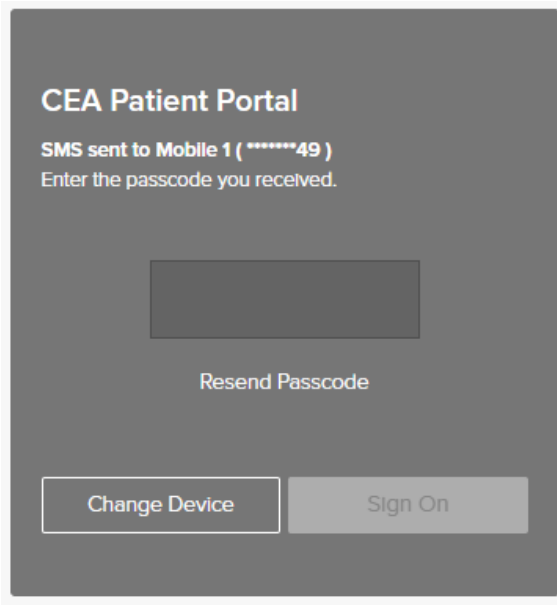 CEA Patient Portal
SMS sent to Mobile 1 ( *******49 )
Enter the passcode you received.
Resend Passcode
Change Device
Sign On